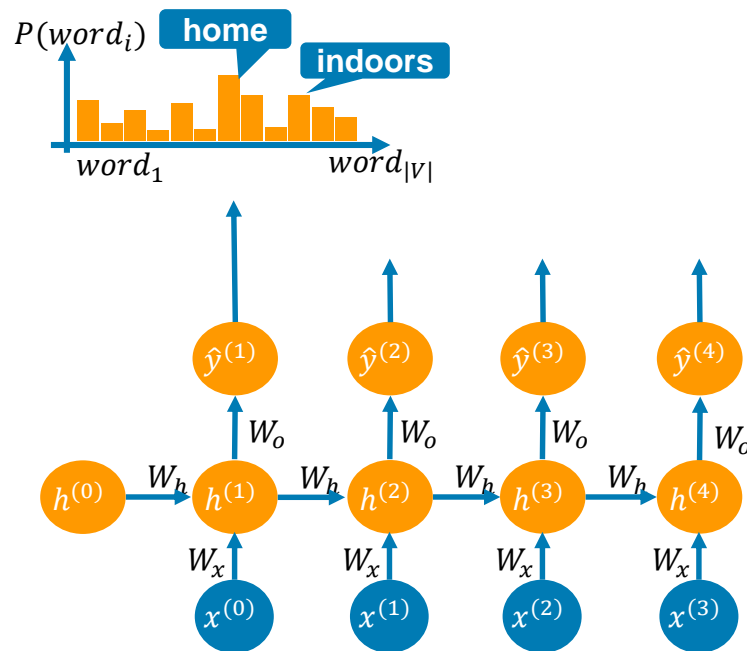 P(word_i)
home
indoors
word_1 word_|V|
ŷ^(1) ŷ^(2) ŷ^(3) ŷ^(4)
W_o W_o W_o W_o
W_h W_h W_h W_h
h^(0) h^(1) h^(2) h^(3) h^(4)
W_x W_x W_x W_x
x^(0) x^(1) x^(2) x^(3)